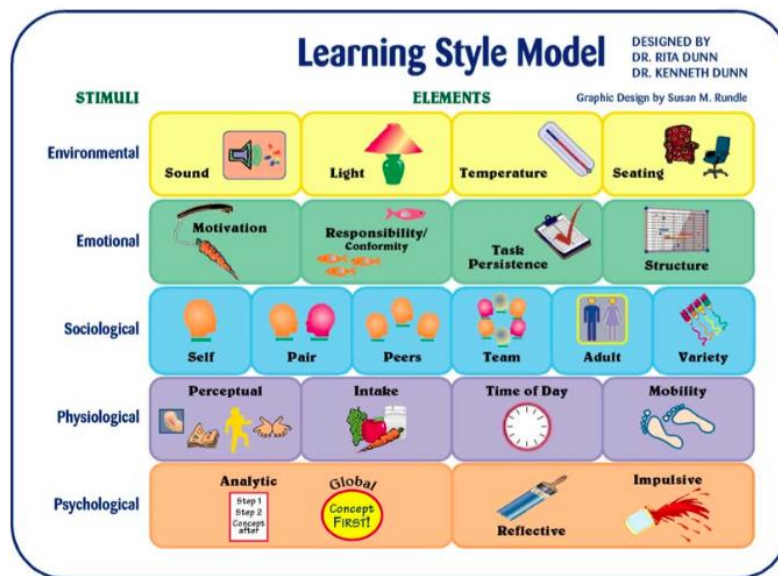 Learning Style Model
DESIGNED BY
DR. RITA DUNN
DR. KENNETH DUNN
STIMULI
ELEMENTS
Graphic Design by Susan M. Rundle
Environmental
Sound
Light
Temperature
Seating
Emotional
Motivation
Responsibility/
Conformity
Task
Persistence
Structure
Sociological
Self
Pair
Peers
Team
Adult
Variety
Physiological
Perceptual
Intake
Time of Day
Mobility
Psychological
Analytic
Step 1
Step 2
Concept
after
Global
Concept
FIRST!
Reflective
Impulsive